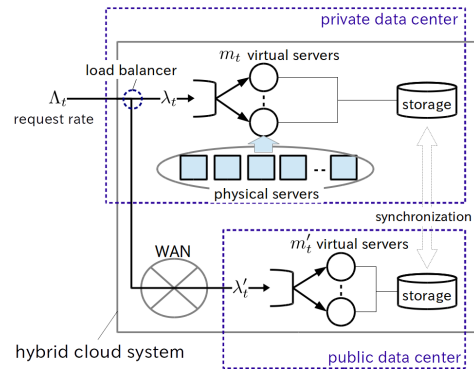 private data center
m_t virtual servers
load balancer
Λ_t
λ_t
storage
request rate
physical servers
synchronization
WAN
m′_t virtual servers
λ′_t
storage
hybrid cloud system
public data center